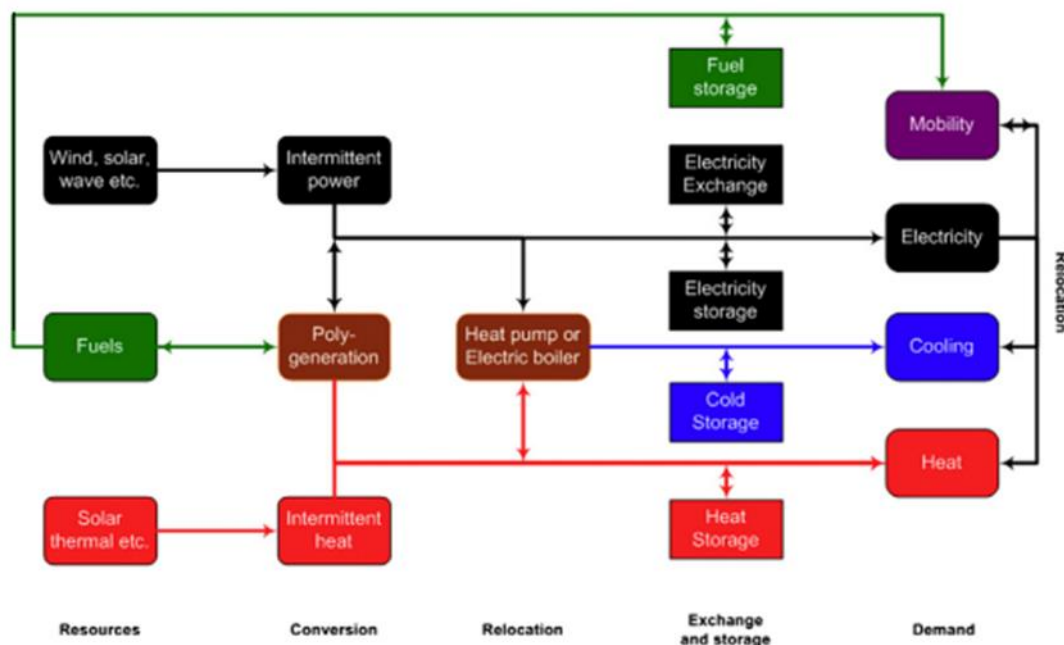 Fuel
storage
Mobility
Wind, solar,
wave etc.
Intermittent
power
Electricity
Exchange
Electricity
Relocation
Electricity
storage
Fuels
Poly-
generation
Heat pump or
Electric boiler
Cooling
Cold
Storage
Heat
Solar
thermal etc.
Intermittent
heat
Heat
Storage
Resources
Conversion
Relocation
Exchange
and storage
Demand